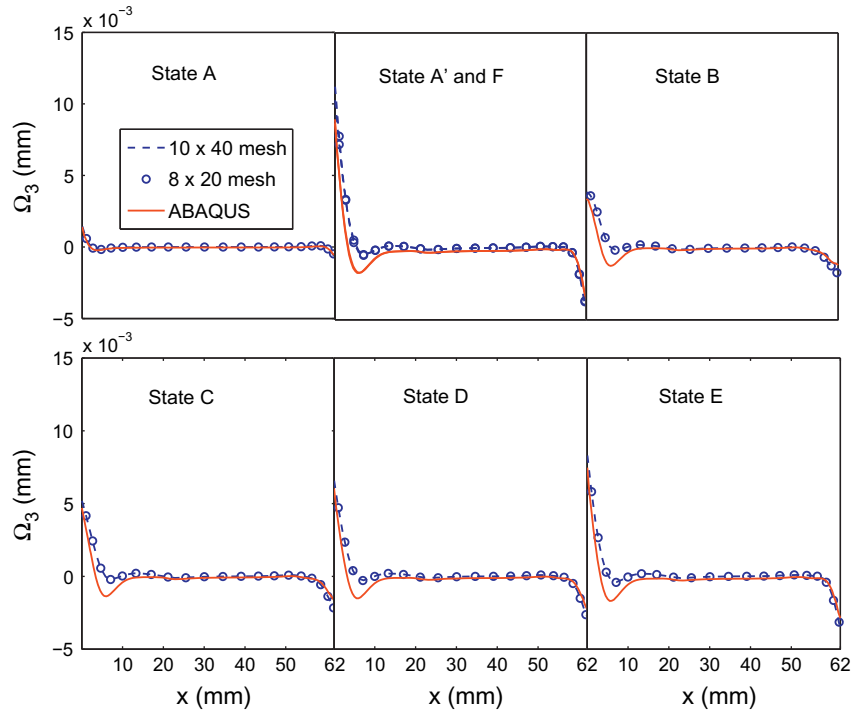 x 10⁻³
15
10
5
0
−5
Ω₃ (mm)
State A
State A' and F
State B
10 x 40 mesh
8 x 20 mesh
ABAQUS
x 10⁻³
15
10
5
0
−5
Ω₃ (mm)
State C
State D
State E
10 20 30 40 50 62 10 20 30 40 50 62 10 20 30 40 50 62
x (mm) x (mm) x (mm)